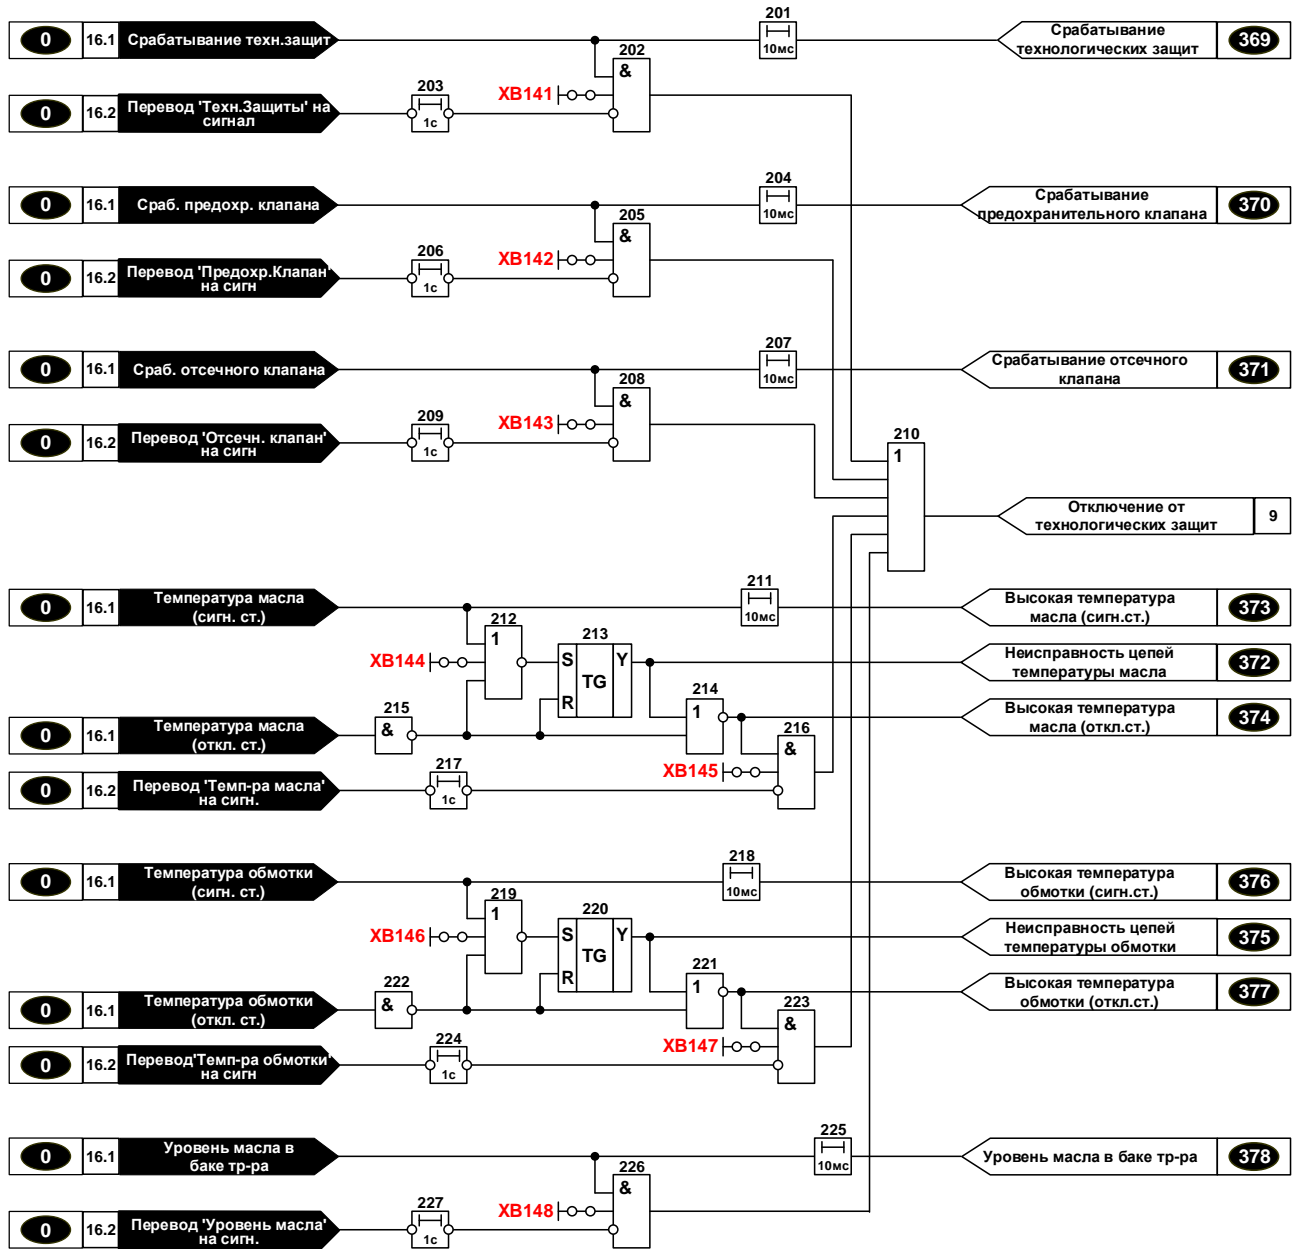 201
0 16.1 Срабатывание техн.защит
10мс
Срабатывание
технологических защит
369
202
&
XB141
203
0 16.2 Перевод 'Техн.Защиты' на
сигнал
1с
204
0 16.1 Сраб. предохр. клапана
10мс
Срабатывание
предохранительного клапана
370
205
&
XB142
206
0 16.2 Перевод 'Предохр.Клапан'
на сигн
1с
207
0 16.1 Сраб. отсечного клапана
10мс
Срабатывание отсечного
клапана
371
208
&
XB143
209
0 16.2 Перевод 'Отсечн. клапан'
на сигн
1с
210
1
Отключение от
технологических защит
9
211
0 16.1 Температура масла
(сигн. ст.)
10мс
Высокая температура
масла (сигн.ст.)
373
212
1
XB144
213
S TG Y
R
Неисправность цепей
температуры масла
372
214
1
215
0 16.1 Температура масла
(откл. ст.)
&
Высокая температура
масла (откл.ст.)
374
216
&
XB145
217
0 16.2 Перевод 'Темп-ра масла'
на сигн.
1с
218
0 16.1 Температура обмотки
(сигн. ст.)
10мс
Высокая температура
обмотки (сигн.ст.)
376
219
1
XB146
220
S TG Y
R
Неисправность цепей
температуры обмотки
375
221
1
222
0 16.1 Температура обмотки
(откл. ст.)
&
Высокая температура
обмотки (откл.ст.)
377
223
&
XB147
224
0 16.2 Перевод'Темп-ра обмотки'
на сигн
1с
225
0 16.1 Уровень масла в
баке тр-ра
10мс
Уровень масла в баке тр-ра
378
226
&
XB148
227
0 16.2 Перевод 'Уровень масла'
на сигн.
1с